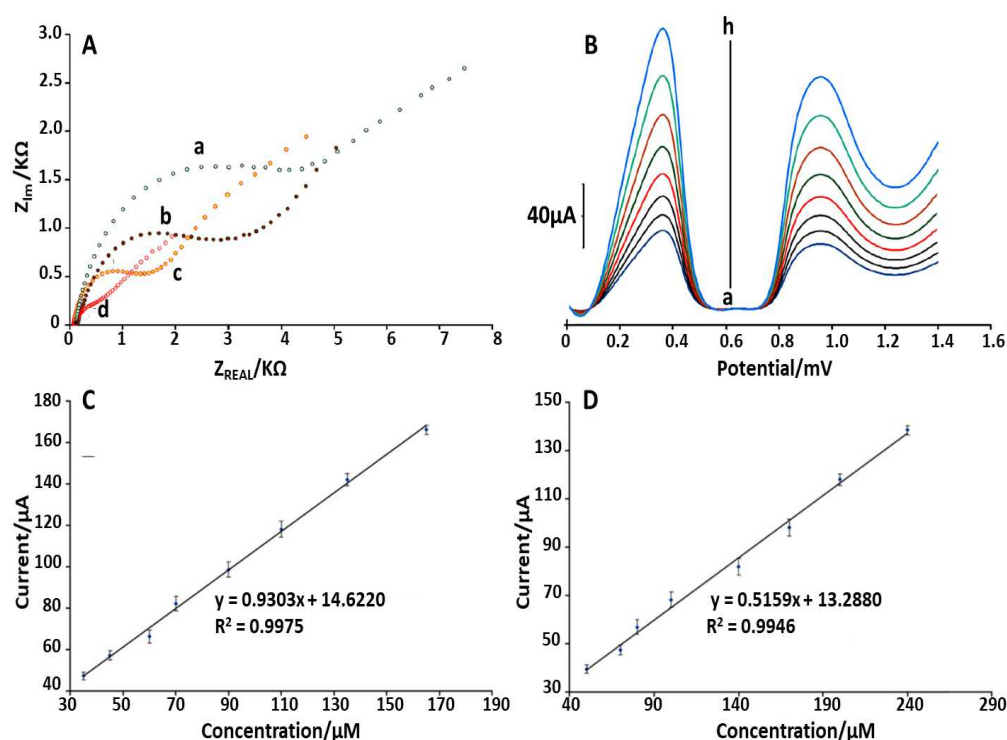 A
3.0
2.5
2.0
1.5
1.0
0.5
0
Z_Im/KΩ
a
b
c
d
0 1 2 3 4 5 6 7 8
Z_REAL/KΩ
B
h
40µA
a
0 0.2 0.4 0.6 0.8 1.0 1.2 1.4 1.6
Potential/mV
C
180
160
140
120
100
80
60
40
Current/µA
y = 0.9303x + 14.6220
R² = 0.9975
30 50 70 90 110 130 150 170
Concentration/µM
D
150
130
110
90
70
50
30
Current/µA
y = 0.5159x + 13.2880
R² = 0.9946
40 90 140 190 240 290
Concentration/µM